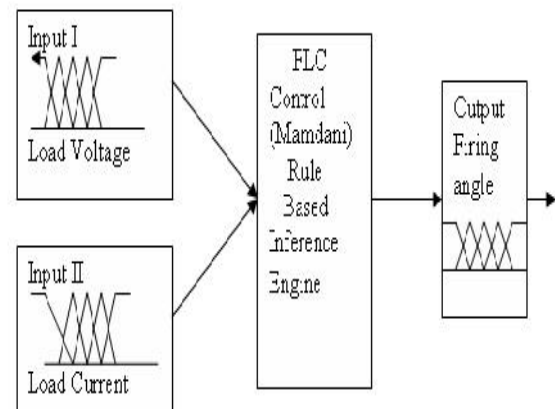 Input I
Load Voltage
Input II
Load Current
FLC
Control
(Mamdani)
Rule
Based
Inference
Engine
Output
Firing
angle